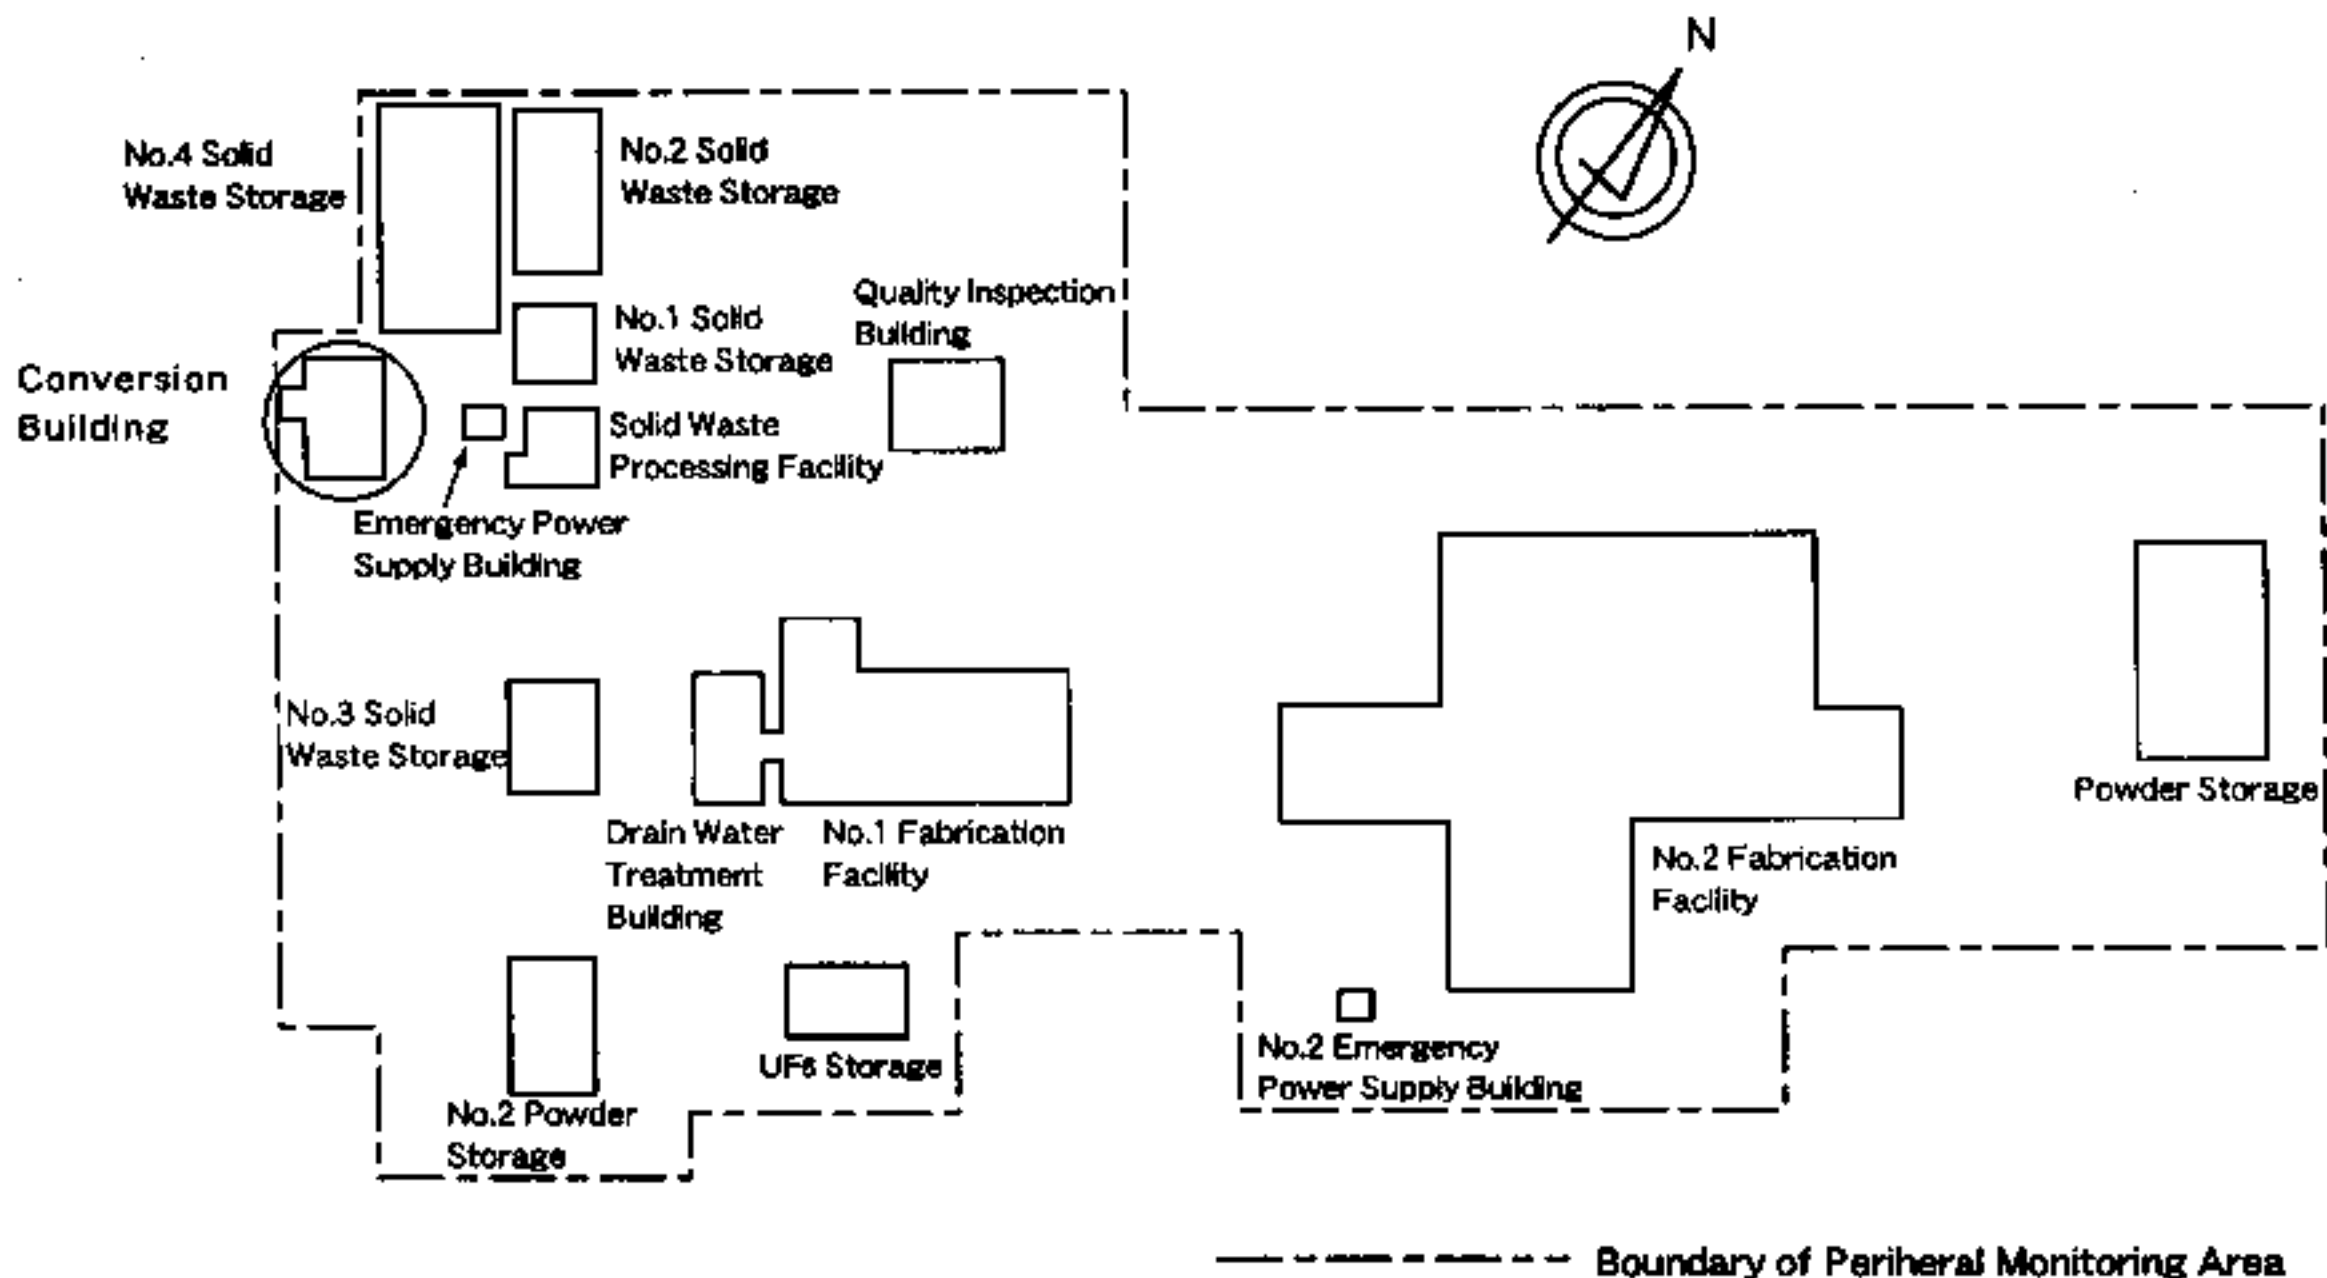 N
No.4 Solid
Waste Storage
No.2 Solid
Waste Storage
Quality Inspection
Building
No.1 Solid
Waste Storage
Conversion
Building
Solid Waste
Processing Facility
Emergency Power
Supply Building
No.3 Solid
Waste Storage
Powder Storage
Drain Water
Treatment
Building
No.1 Fabrication
Facility
No.2 Fabrication
Facility
UF6 Storage
No.2 Emergency
Power Supply Building
No.2 Powder
Storage
Boundary of Periheral Monitoring Area